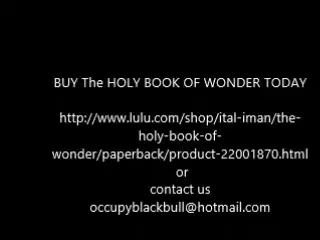 BUY The HOLY BOOK OF WONDER TODAY
http://www.lulu.com/shop/ital-iman/the-
holy-book-of-
wonder/paperback/product-22001870.html
or
contact us
occupyblackbull@hotmail.com